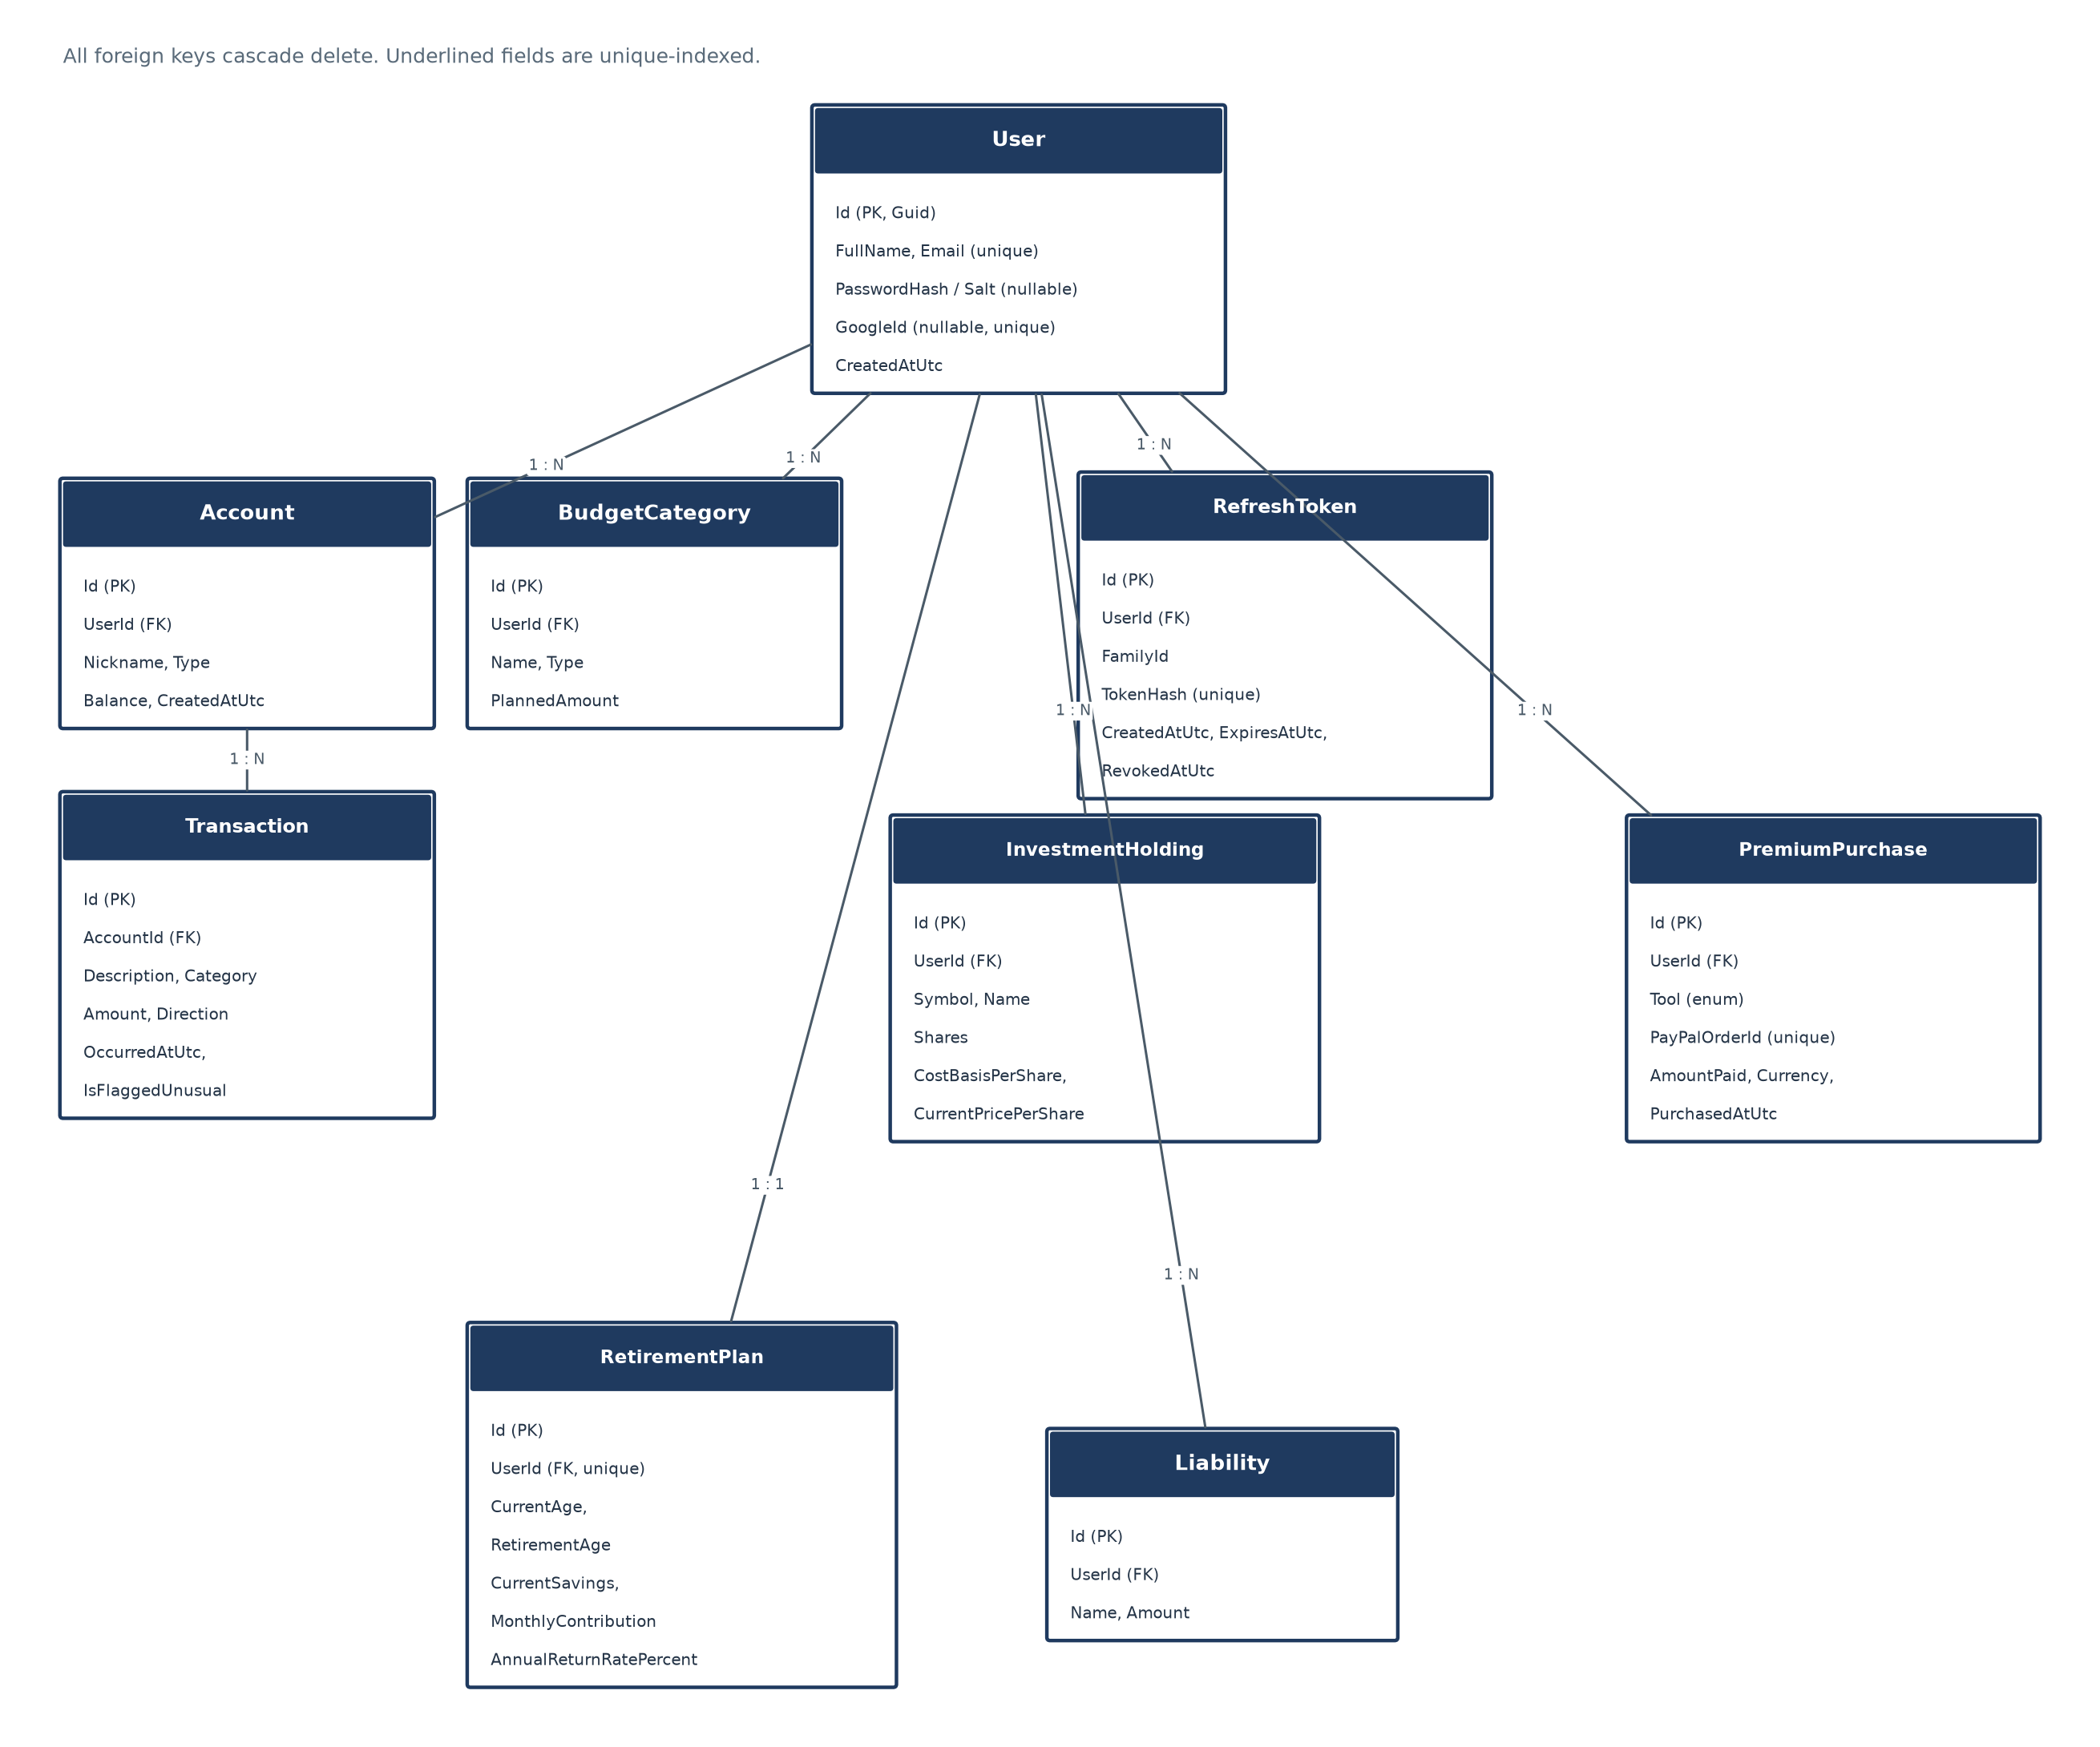 All foreign keys cascade delete. Underlined fields are unique-indexed.
User
Id (PK, Guid)
FullName, Email (unique)
PasswordHash / Salt (nullable)
GoogleId (nullable, unique)
CreatedAtUtc
1 : N
1 : N
1 : N
Account
Id (PK)
UserId (FK)
Nickname, Type
Balance, CreatedAtUtc
BudgetCategory
Id (PK)
UserId (FK)
Name, Type
PlannedAmount
RefreshToken
Id (PK)
UserId (FK)
FamilyId
TokenHash (unique)
CreatedAtUtc, ExpiresAtUtc,
RevokedAtUtc
1 : N
1 : N
1 : N
Transaction
Id (PK)
AccountId (FK)
Description, Category
Amount, Direction
OccurredAtUtc,
IsFlaggedUnusual
InvestmentHolding
Id (PK)
UserId (FK)
Symbol, Name
Shares
CostBasisPerShare,
CurrentPricePerShare
PremiumPurchase
Id (PK)
UserId (FK)
Tool (enum)
PayPalOrderId (unique)
AmountPaid, Currency,
PurchasedAtUtc
1 : 1
1 : N
RetirementPlan
Id (PK)
UserId (FK, unique)
CurrentAge,
RetirementAge
CurrentSavings,
MonthlyContribution
AnnualReturnRatePercent
Liability
Id (PK)
UserId (FK)
Name, Amount